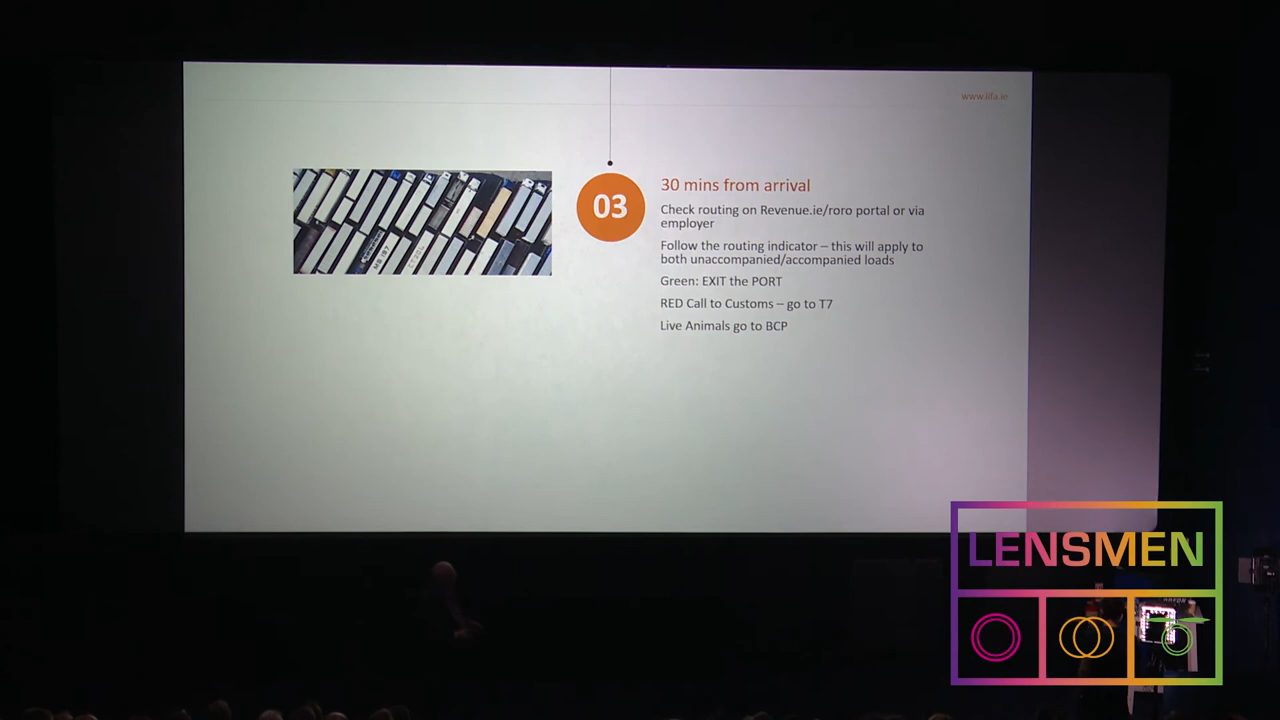 www.iifa.ie
03
30 mins from arrival
Check routing on Revenue.ie/roro portal or via
employer
Follow the routing indicator – this will apply to
both unaccompanied/accompanied loads
Green: EXIT the PORT
RED Call to Customs – go to T7
Live Animals go to BCP
LENSMEN